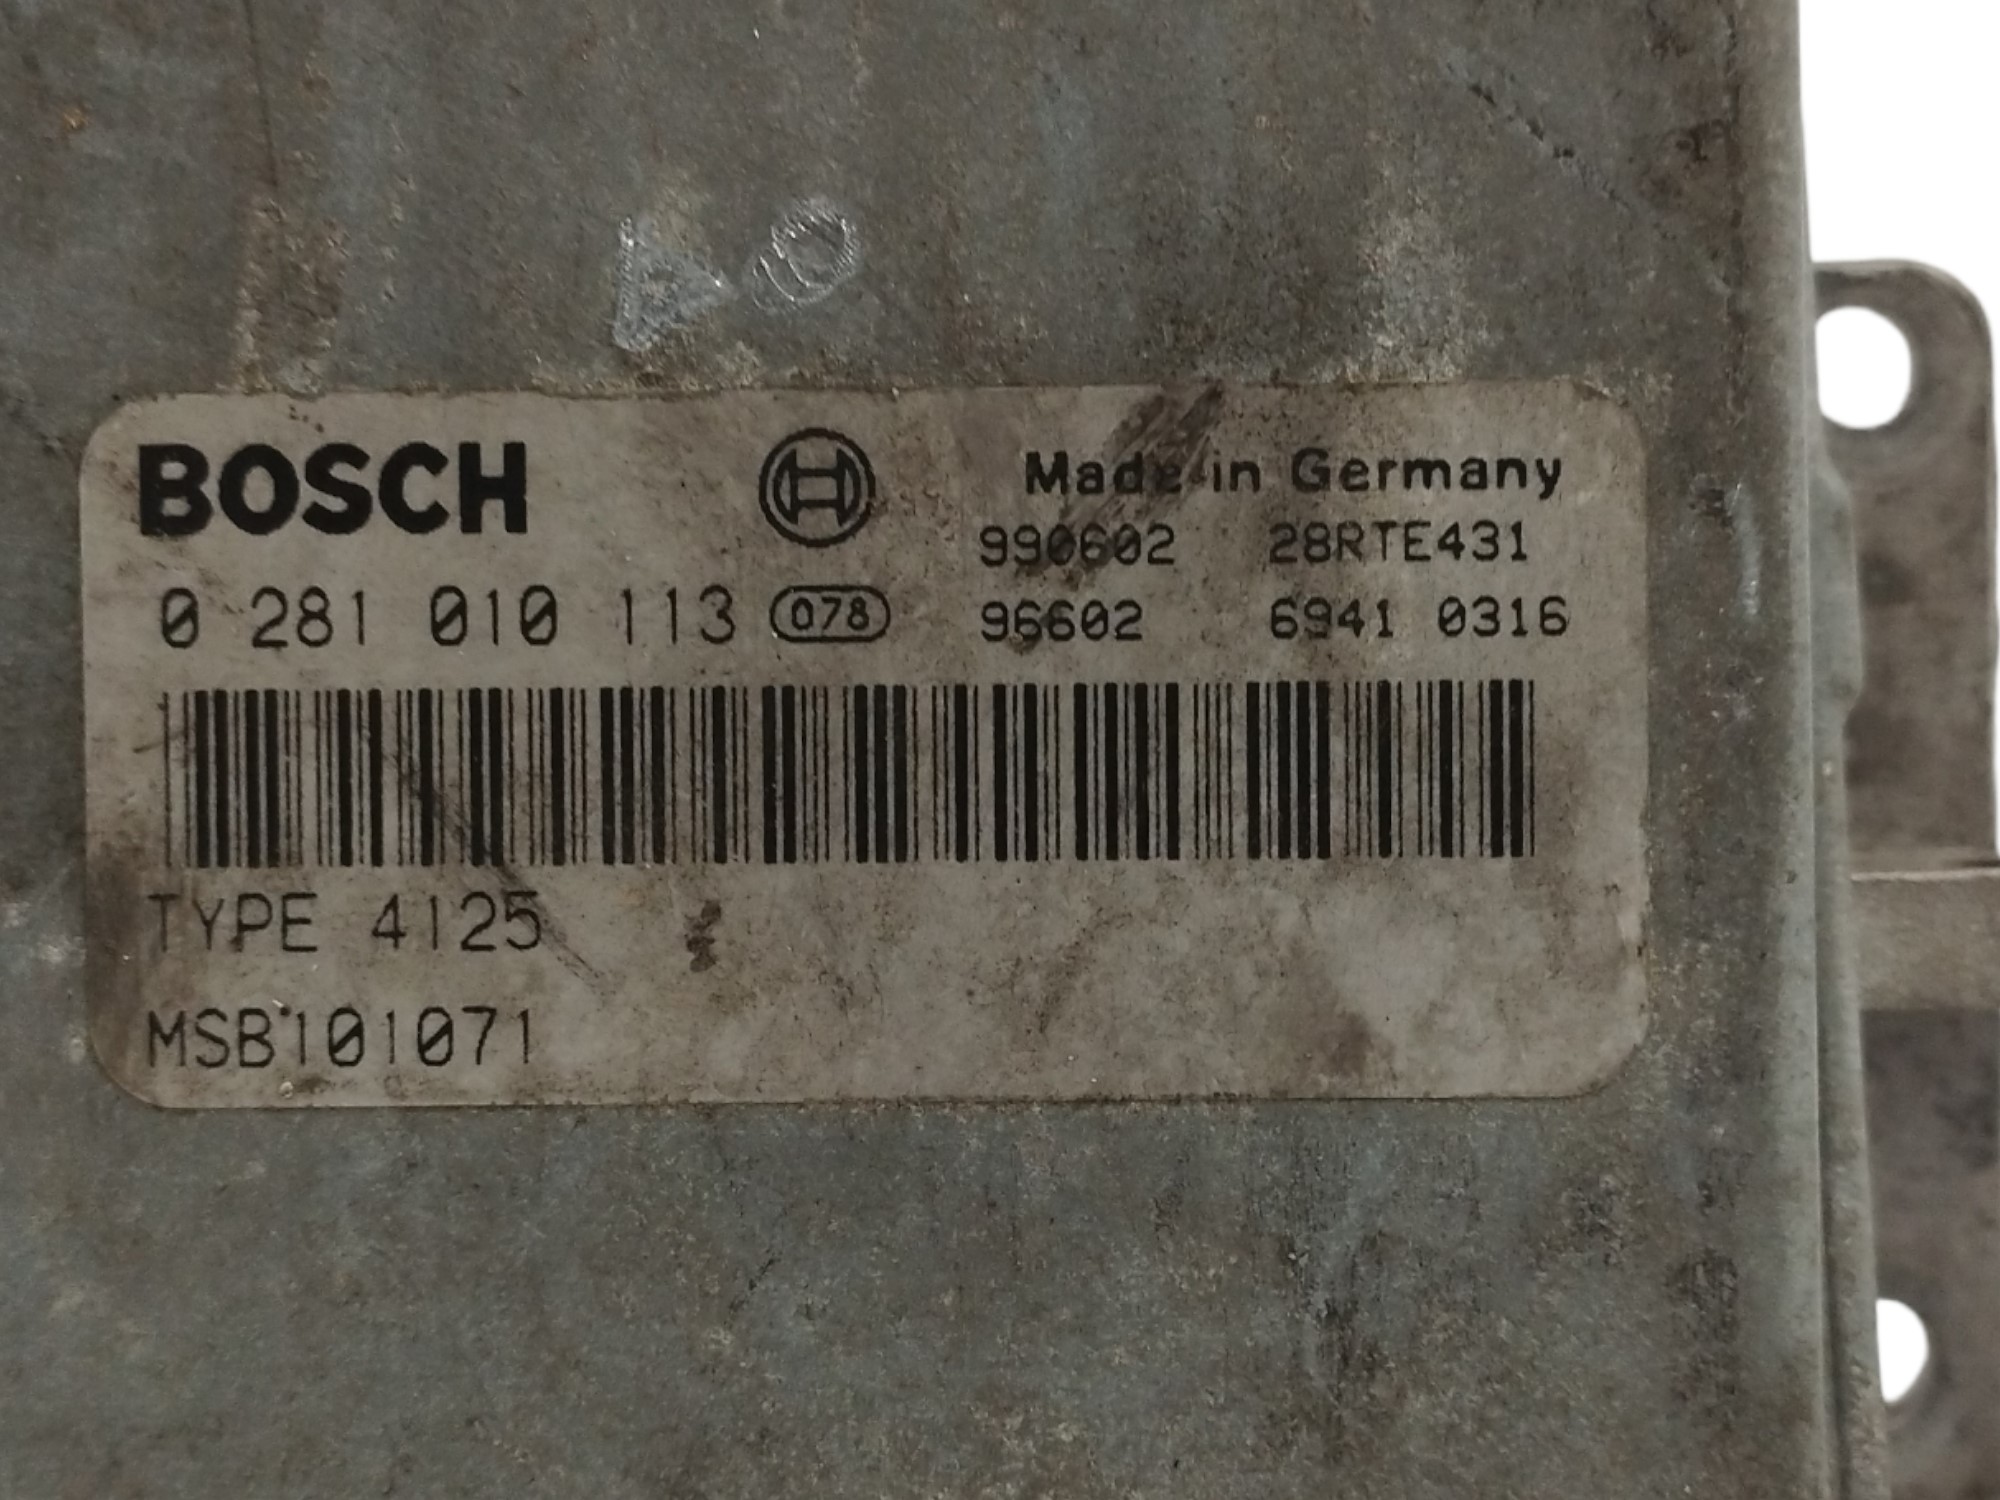 BOSCH
Made in Germany
990602 28RTE431
0 281 010 113 078 96602 6941 0316
TYPE 4125
MSB101071